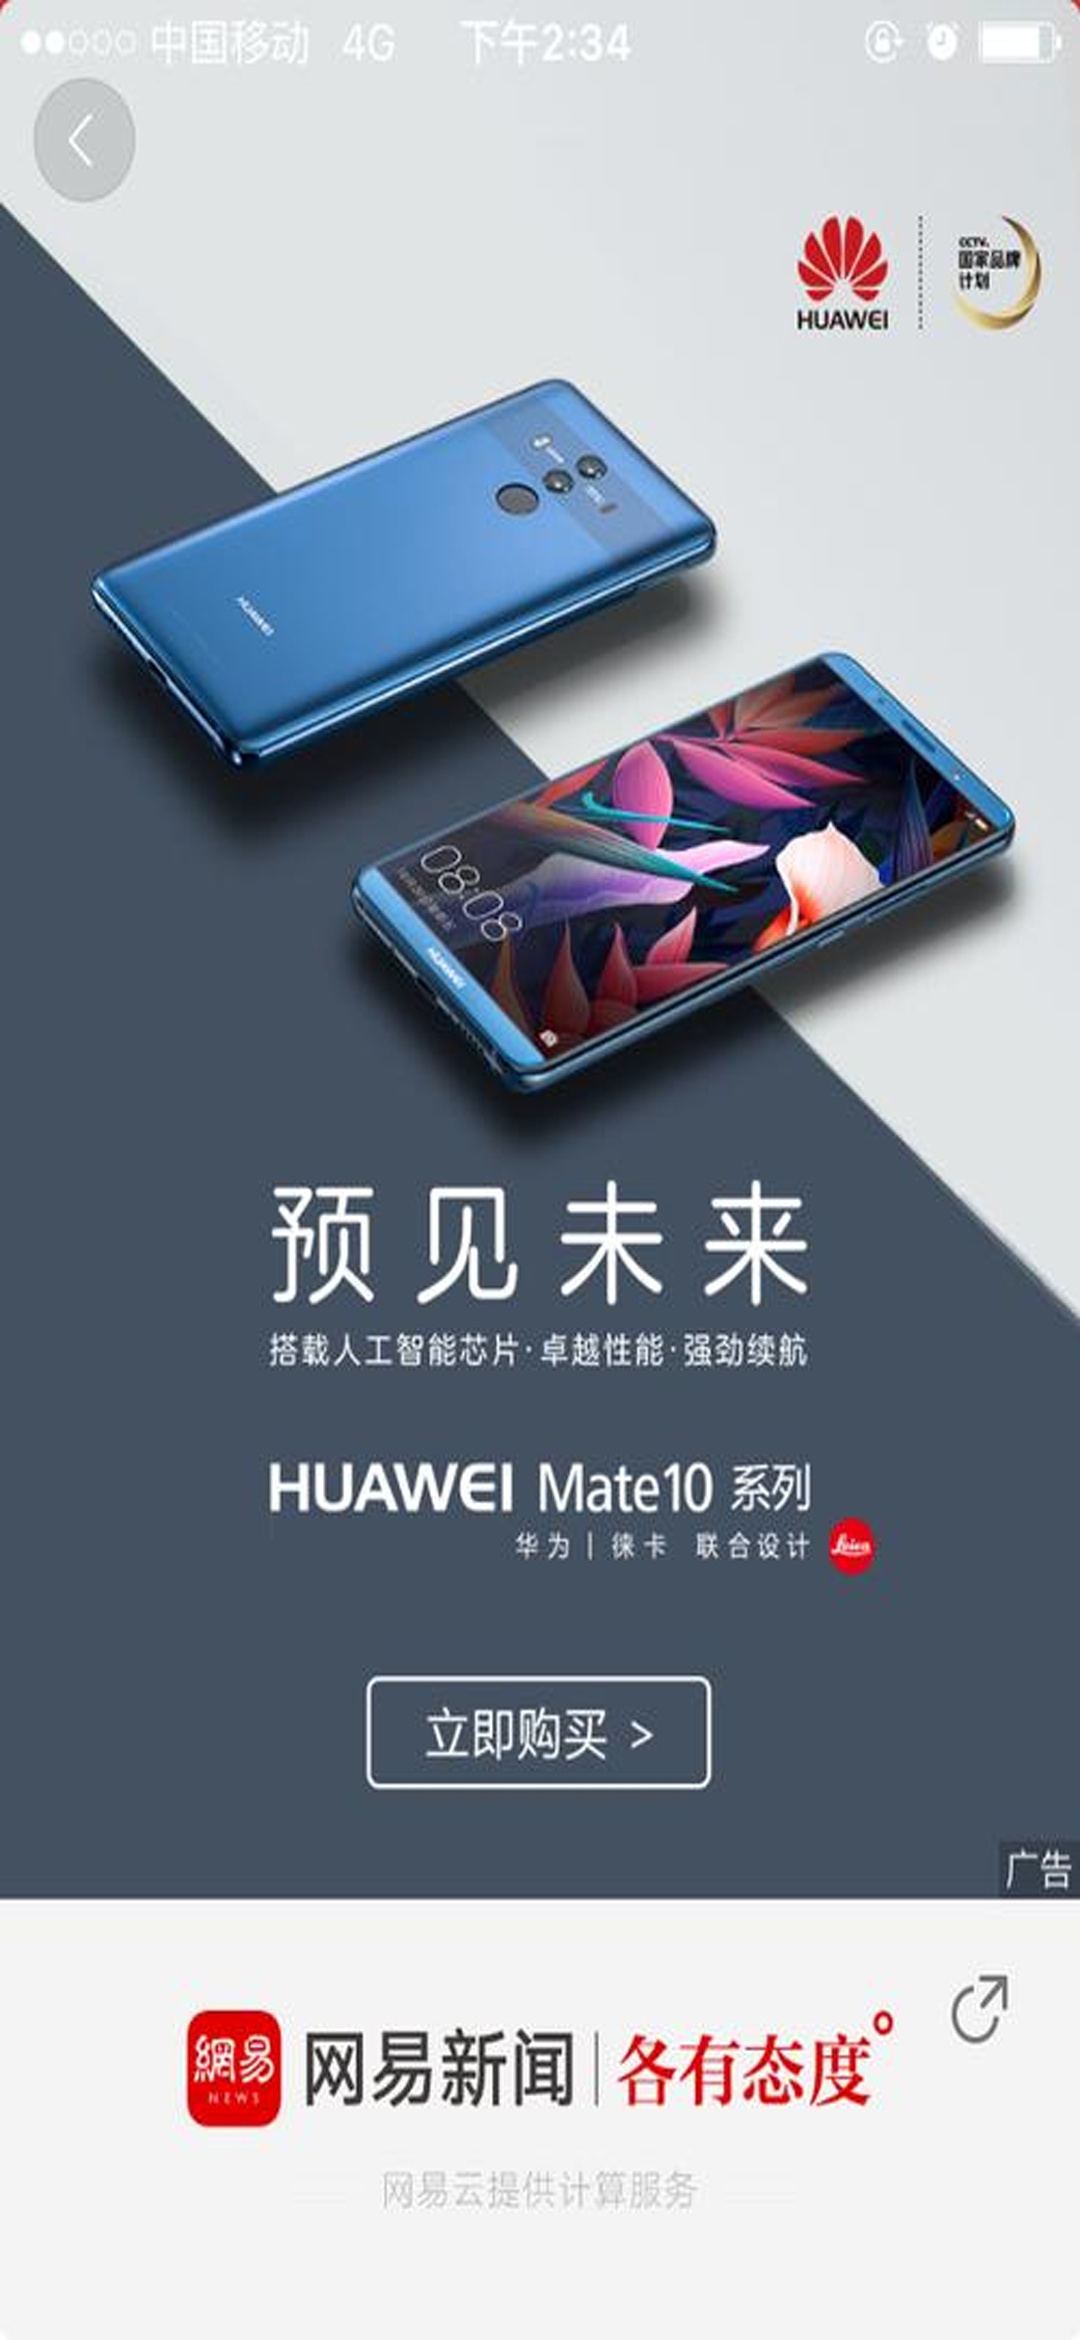 中国移动 4G 下午2:34
HUAWEI
CCTV.
国家品牌
计划
HUAWEI
08:08
HUAWEI
预见未来
搭载人工智能芯片·卓越性能·强劲续航
HUAWEI Mate10 系列
华为 | 徕卡 联合设计 Leica
立即购买 >
广告
網易
NEWS
网易新闻 | 各有态度°
网易云提供计算服务